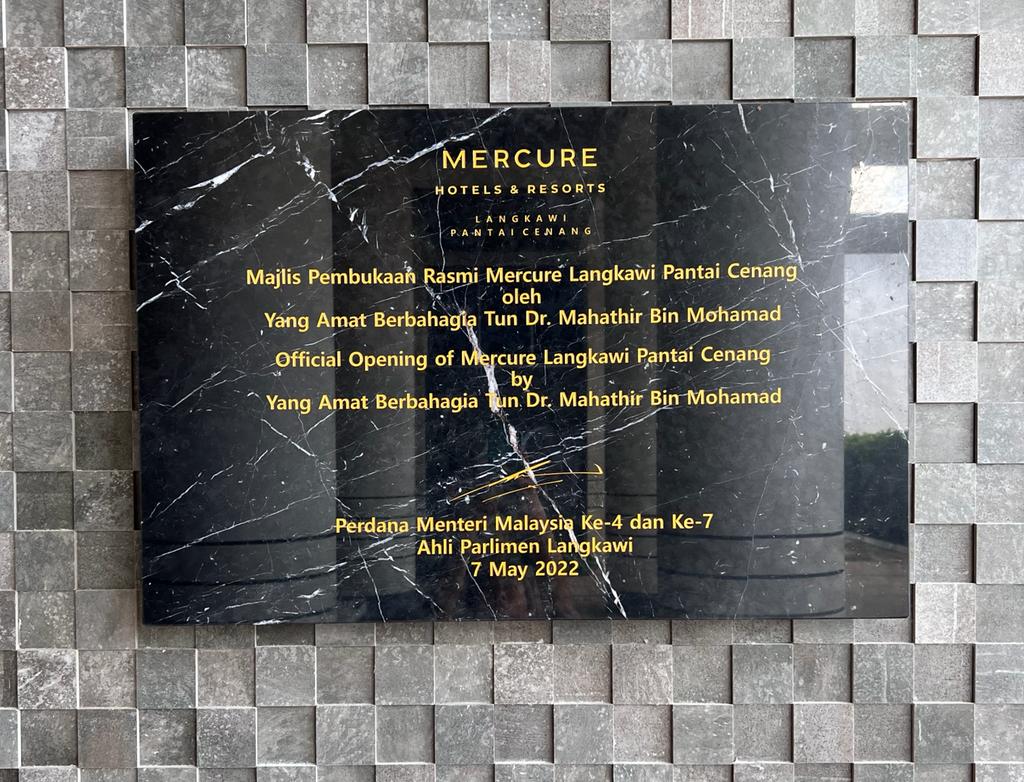 MERCURE
HOTELS & RESORTS
LANGKAWI
PANTAI CENANG
Majlis Pembukaan Rasmi Mercure Langkawi Pantai Cenang
oleh
Yang Amat Berbahagia Tun Dr. Mahathir Bin Mohamad
Official Opening of Mercure Langkawi Pantai Cenang
by
Yang Amat Berbahagia Tun Dr. Mahathir Bin Mohamad
Perdana Menteri Malaysia Ke-4 dan Ke-7
Ahli Parlimen Langkawi
7 May 2022